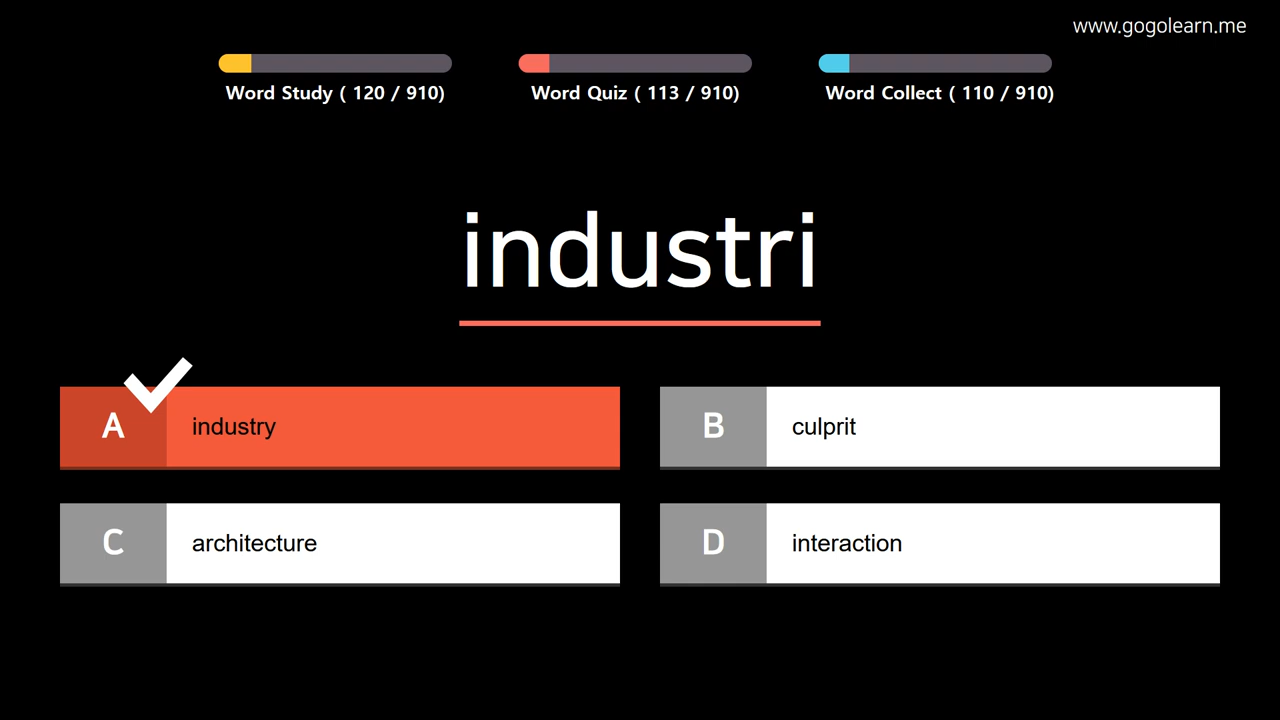 www.gogolearn.me
Word Study ( 120 / 910)
Word Quiz ( 113 / 910)
Word Collect ( 110 / 910)
industri
A industry
B culprit
C architecture
D interaction